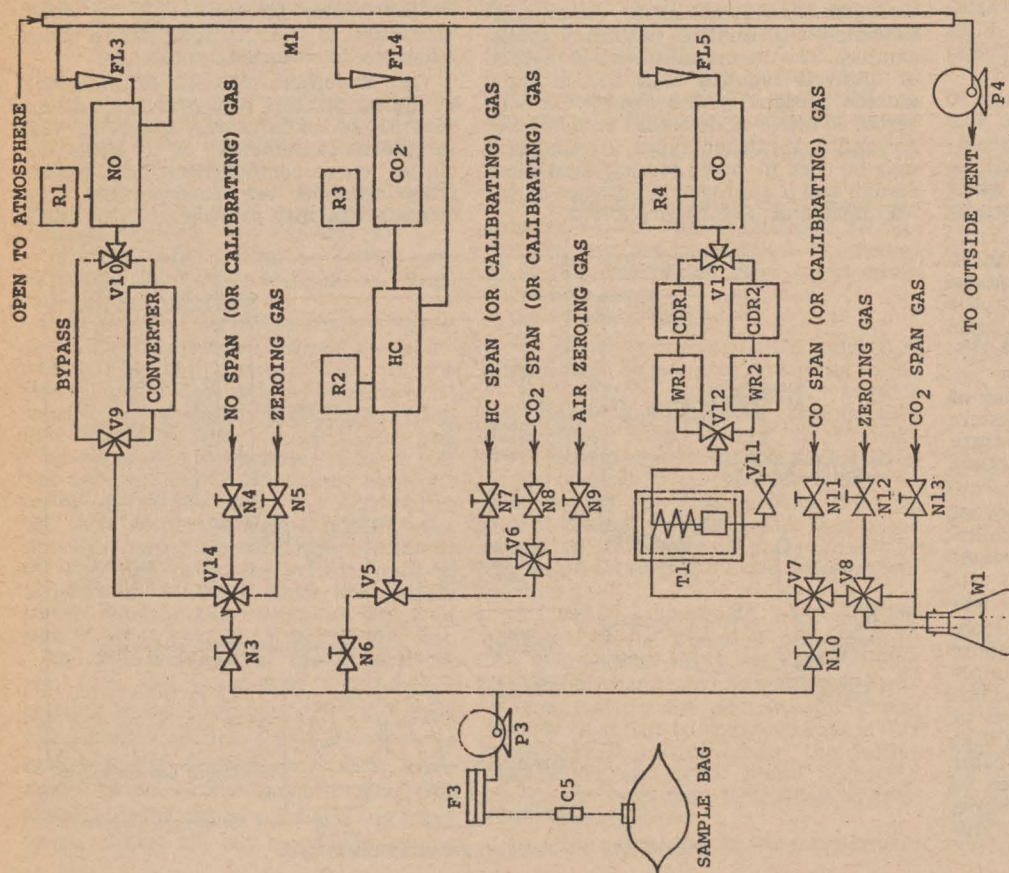 OPEN TO ATMOSPHERE
M1
FL3
FL4
FL5
P4
TO OUTSIDE VENT
R1
NO
R3
CO2
R4
CO
V10
V13
BYPASS
CONVERTER
V9
R2
HC
CDR1
CDR2
WR1
WR2
V12
V11
NO SPAN (OR CALIBRATING) GAS
ZEROING GAS
HC SPAN (OR CALIBRATING) GAS
CO2 SPAN (OR CALIBRATING) GAS
AIR ZEROING GAS
CO SPAN (OR CALIBRATING) GAS
ZEROING GAS
CO2 SPAN GAS
N4
N5
N7
N8
N9
N11
N12
N13
V14
V5
V6
T1
V7
V8
W1
N3
N6
N10
P3
F3
C5
SAMPLE BAG